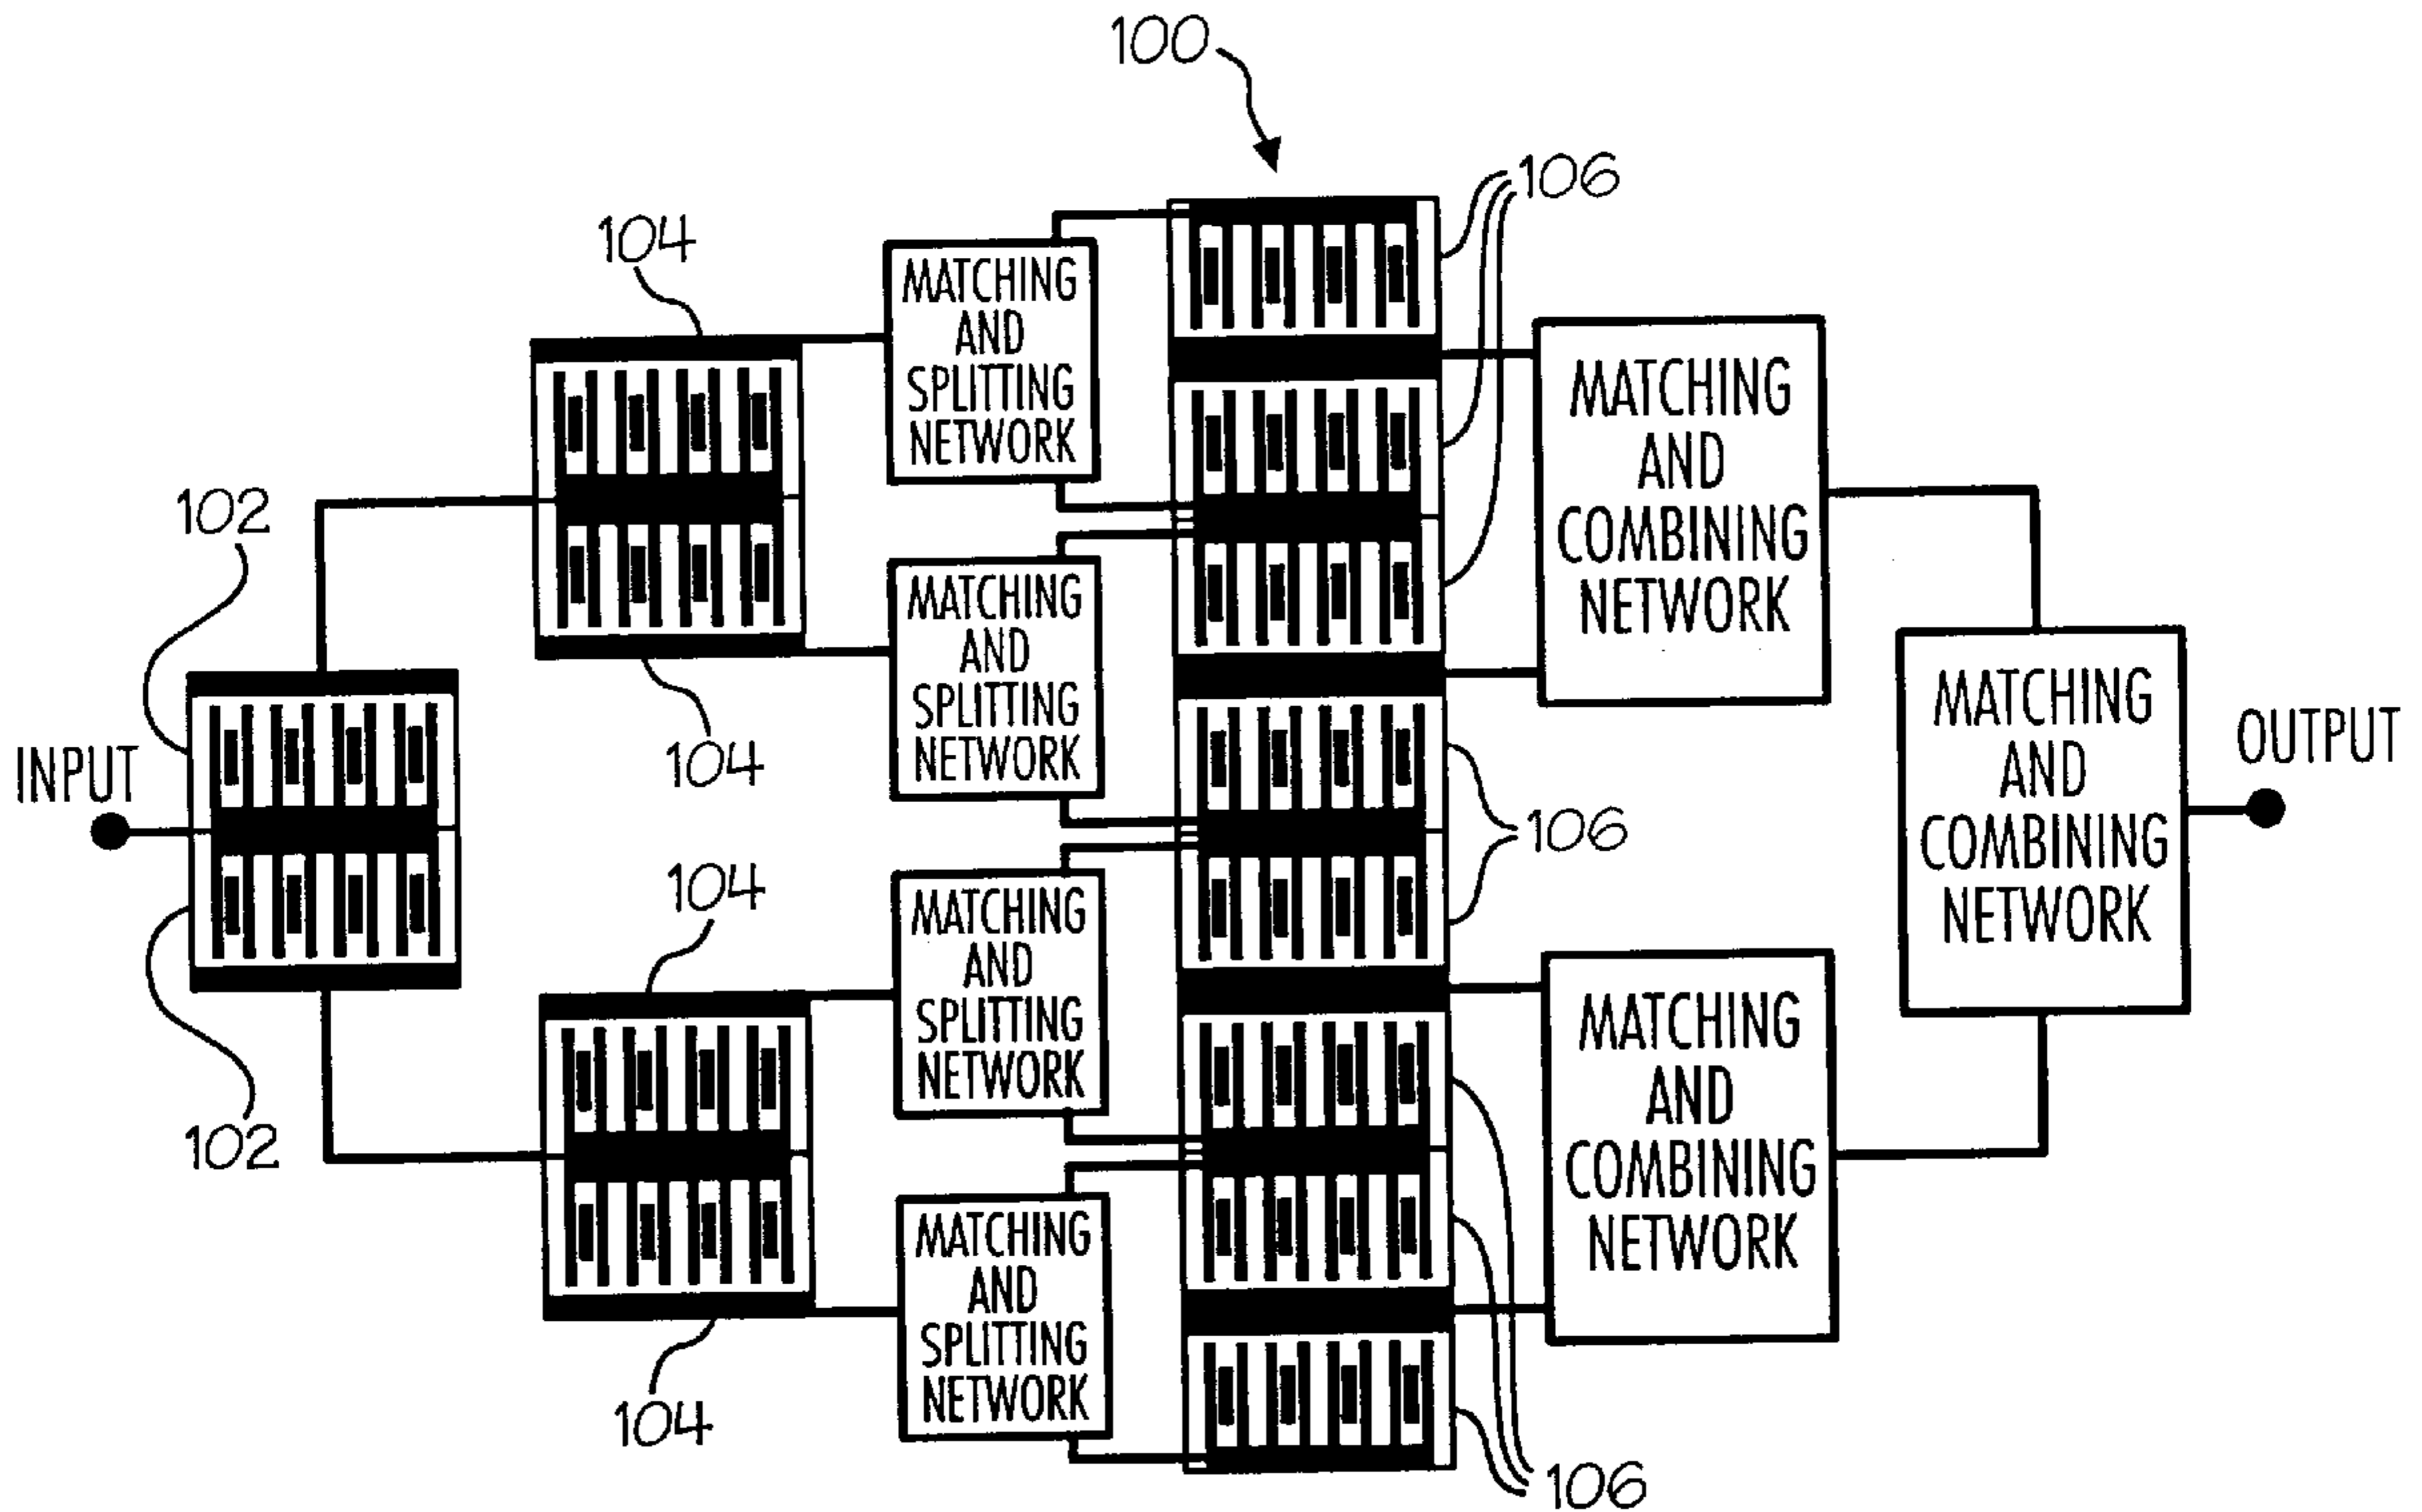 100
106
104
MATCHING
AND
SPLITTING
NETWORK
MATCHING
AND
COMBINING
NETWORK
102
MATCHING
AND
SPLITTING
NETWORK
104
INPUT
MATCHING
AND
COMBINING
NETWORK
OUTPUT
106
104
MATCHING
AND
SPLITTING
NETWORK
102
MATCHING
AND
COMBINING
NETWORK
MATCHING
AND
SPLITTING
NETWORK
104
106